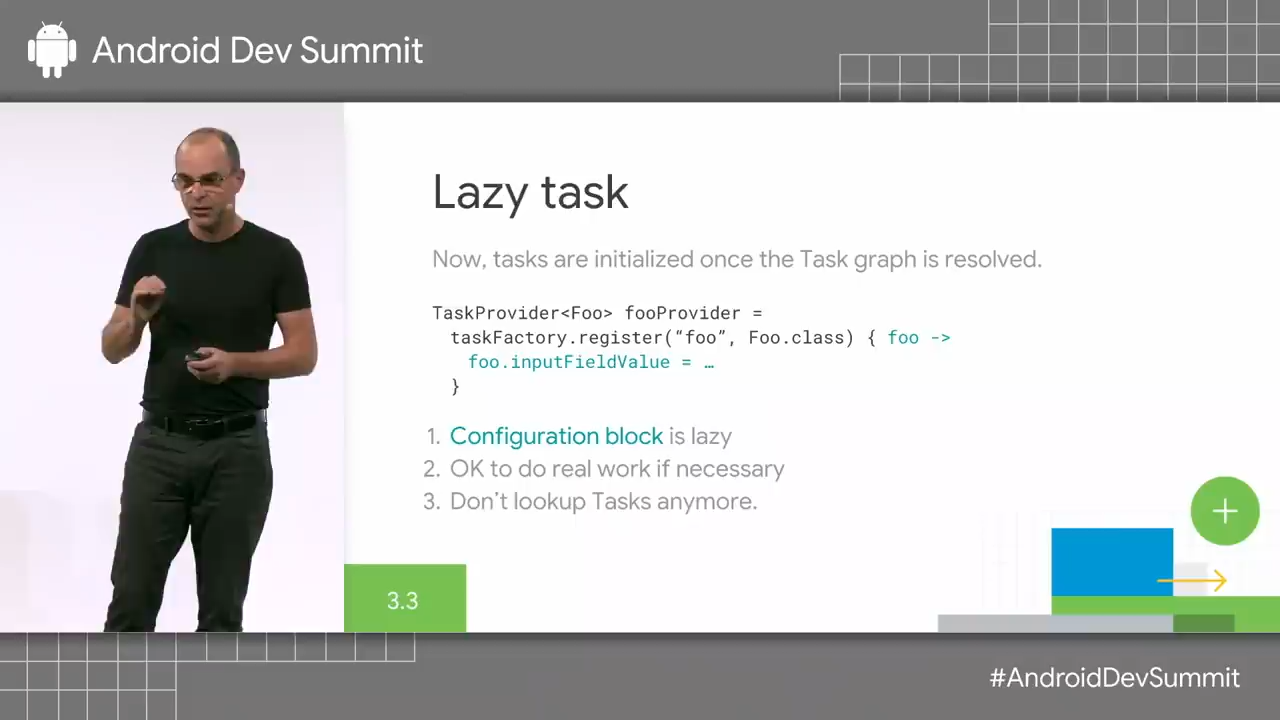 Android Dev Summit
Lazy task
Now, tasks are initialized once the Task graph is resolved.
TaskProvider<Foo> fooProvider =
taskFactory.register(“foo”, Foo.class) { foo ->
foo.inputFieldValue = …
}
1. Configuration block is lazy
2. OK to do real work if necessary
3. Don’t lookup Tasks anymore.
3.3
#AndroidDevSummit